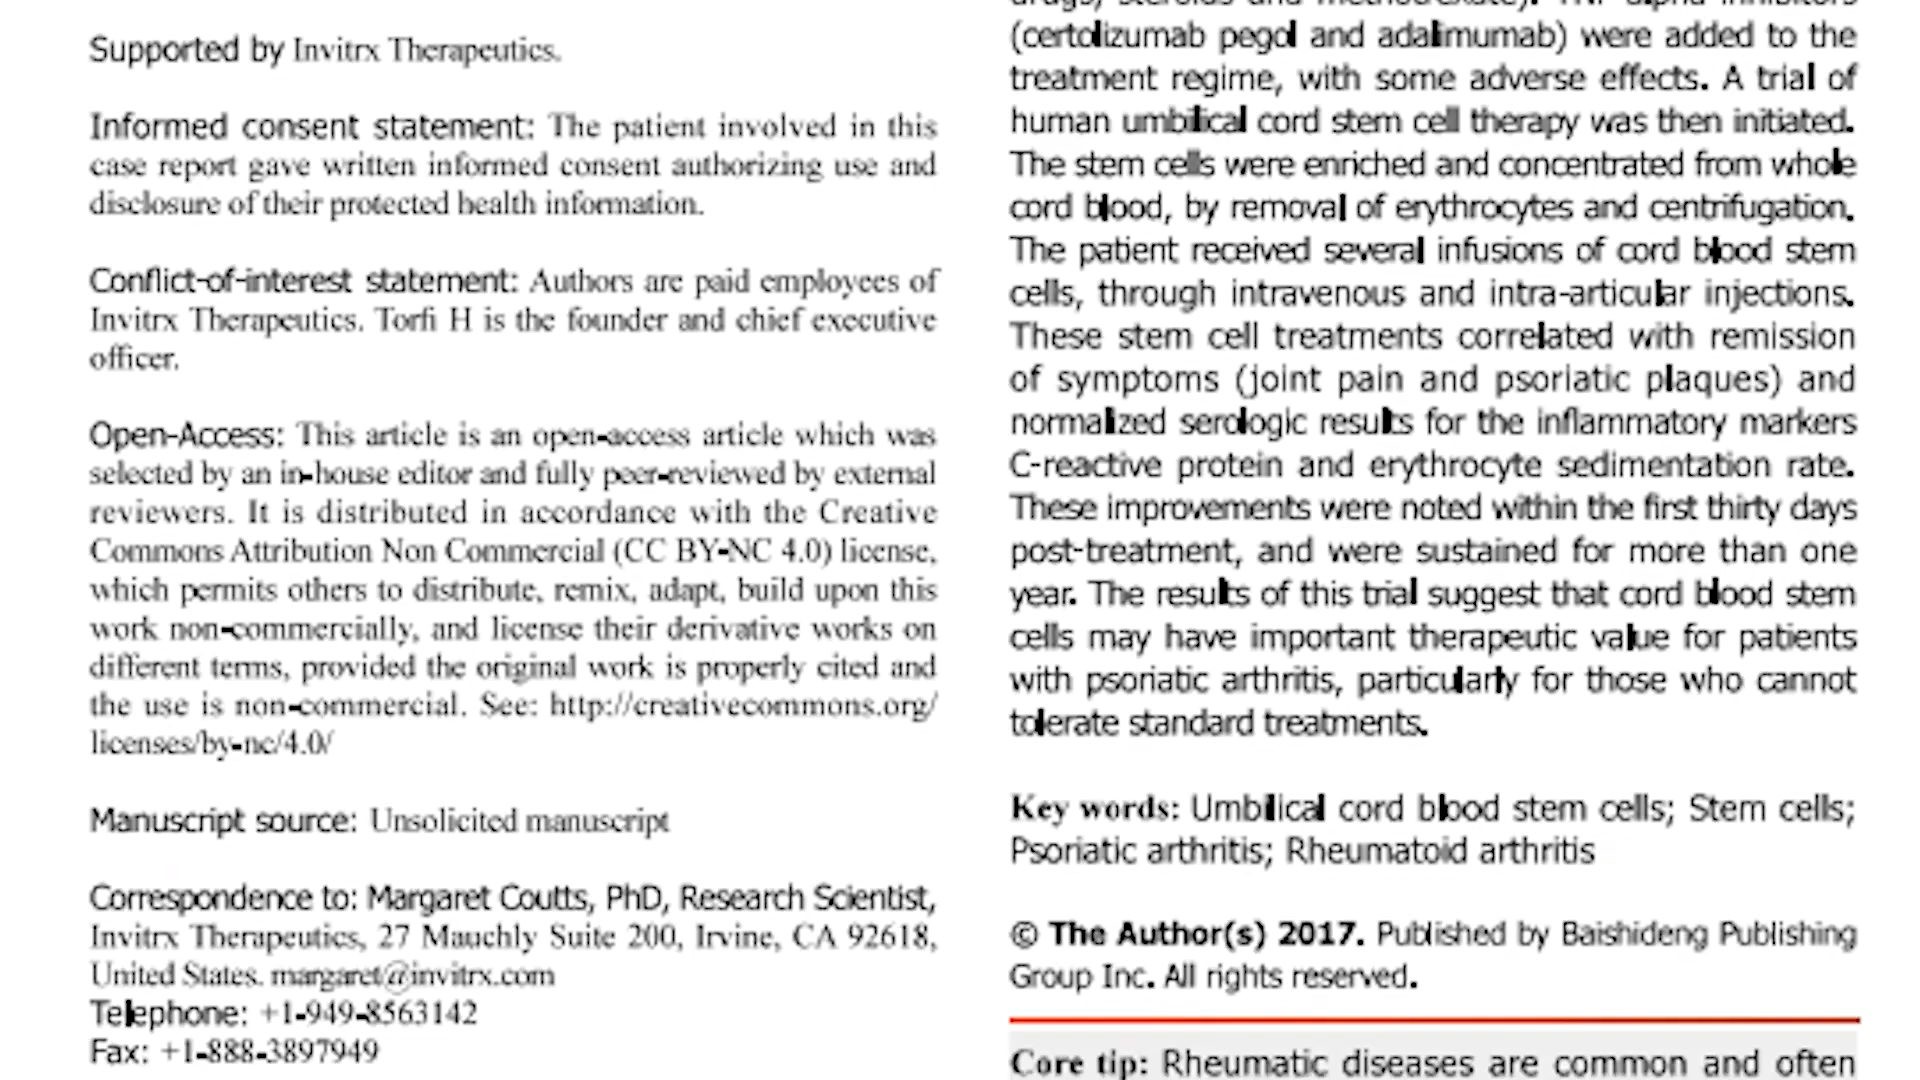 Supported by Invitrx Therapeutics.
Informed consent statement: The patient involved in this
case report gave written informed consent authorizing use and
disclosure of their protected health information.
Conflict-of-interest statement: Authors are paid employees of
Invitrx Therapeutics. Torfi H is the founder and chief executive
officer.
Open-Access: This article is an open-access article which was
selected by an in-house editor and fully peer-reviewed by external
reviewers. It is distributed in accordance with the Creative
Commons Attribution Non Commercial (CC BY-NC 4.0) license,
which permits others to distribute, remix, adapt, build upon this
work non-commercially, and license their derivative works on
different terms, provided the original work is properly cited and
the use is non-commercial. See: http://creativecommons.org/
licenses/by-nc/4.0/
Manuscript source: Unsolicited manuscript
Correspondence to: Margaret Coutts, PhD, Research Scientist,
Invitrx Therapeutics, 27 Mauchly Suite 200, Irvine, CA 92618,
United States. margaret@invitrx.com
Telephone: +1-949-8563142
Fax: +1-888-3897949
drugs, steroids and methotrexate). TNF alpha inhibitors
(certolizumab pegol and adalimumab) were added to the
treatment regime, with some adverse effects. A trial of
human umbilical cord stem cell therapy was then initiated.
The stem cells were enriched and concentrated from whole
cord blood, by removal of erythrocytes and centrifugation.
The patient received several infusions of cord blood stem
cells, through intravenous and intra-articular injections.
These stem cell treatments correlated with remission
of symptoms (joint pain and psoriatic plaques) and
normalized serologic results for the inflammatory markers
C-reactive protein and erythrocyte sedimentation rate.
These improvements were noted within the first thirty days
post-treatment, and were sustained for more than one
year. The results of this trial suggest that cord blood stem
cells may have important therapeutic value for patients
with psoriatic arthritis, particularly for those who cannot
tolerate standard treatments.
Key words: Umbilical cord blood stem cells; Stem cells;
Psoriatic arthritis; Rheumatoid arthritis
© The Author(s) 2017. Published by Baishideng Publishing
Group Inc. All rights reserved.
Core tip: Rheumatic diseases are common and often